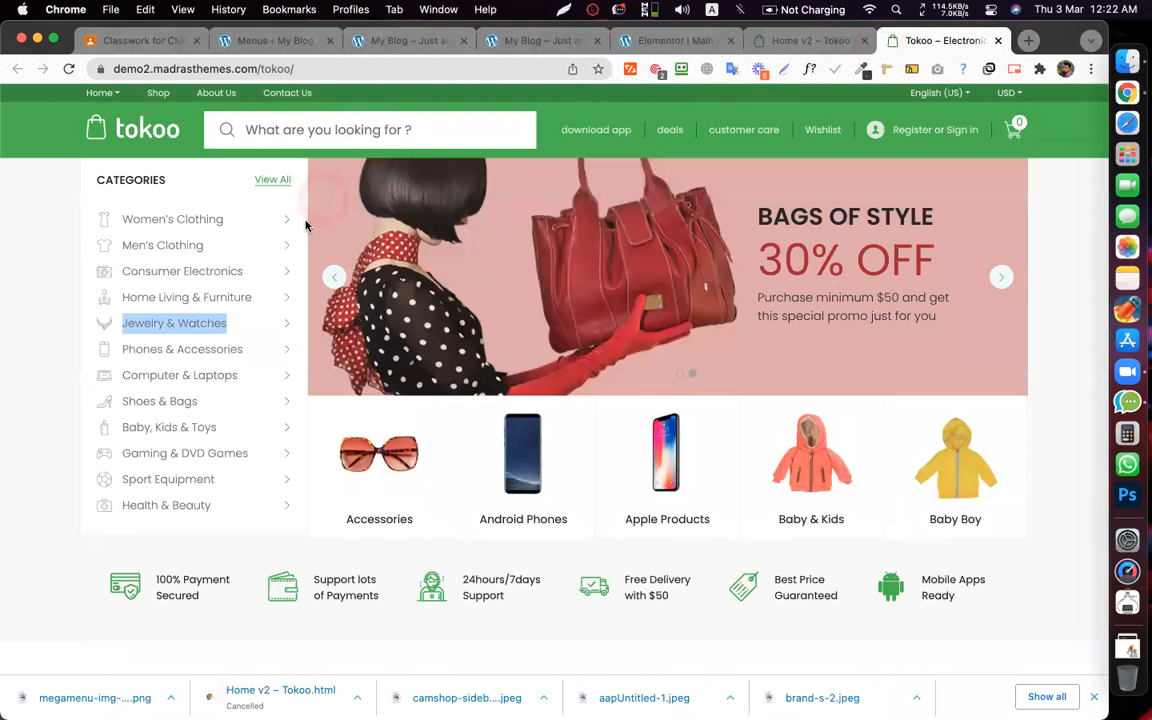 Chrome File Edit View History Bookmarks Profiles Tab Window Help A Not Charging 114.5KB/s 7.0KB/s Thu 3 Mar 12:22 AM
Classwork for CM Menus ‹ My Blog My Blog – Just an My Blog – Just an Elementor | Main Home v2 – Tokoo Tokoo – Electronic
demo2.madrasthemes.com/tokoo/
Home Shop About Us Contact Us English (US) USD
tokoo What are you looking for ? download app deals customer care Wishlist Register or Sign in 0
CATEGORIES View All
Women's Clothing
Men's Clothing
Consumer Electronics
Home Living & Furniture
Jewelry & Watches
Phones & Accessories
Computer & Laptops
Shoes & Bags
Baby, Kids & Toys
Gaming & DVD Games
Sport Equipment
Health & Beauty
BAGS OF STYLE
30% OFF
Purchase minimum $50 and get
this special promo just for you
Accessories Android Phones Apple Products Baby & Kids Baby Boy
100% Payment
Secured
Support lots
of Payments
24hours/7days
Support
Free Delivery
with $50
Best Price
Guaranteed
Mobile Apps
Ready
megamenu-img-....png
Home v2 – Tokoo.html
Cancelled
camshop-sideb....jpeg
aapUntitled-1.jpeg
brand-s-2.jpeg
Show all
Ps